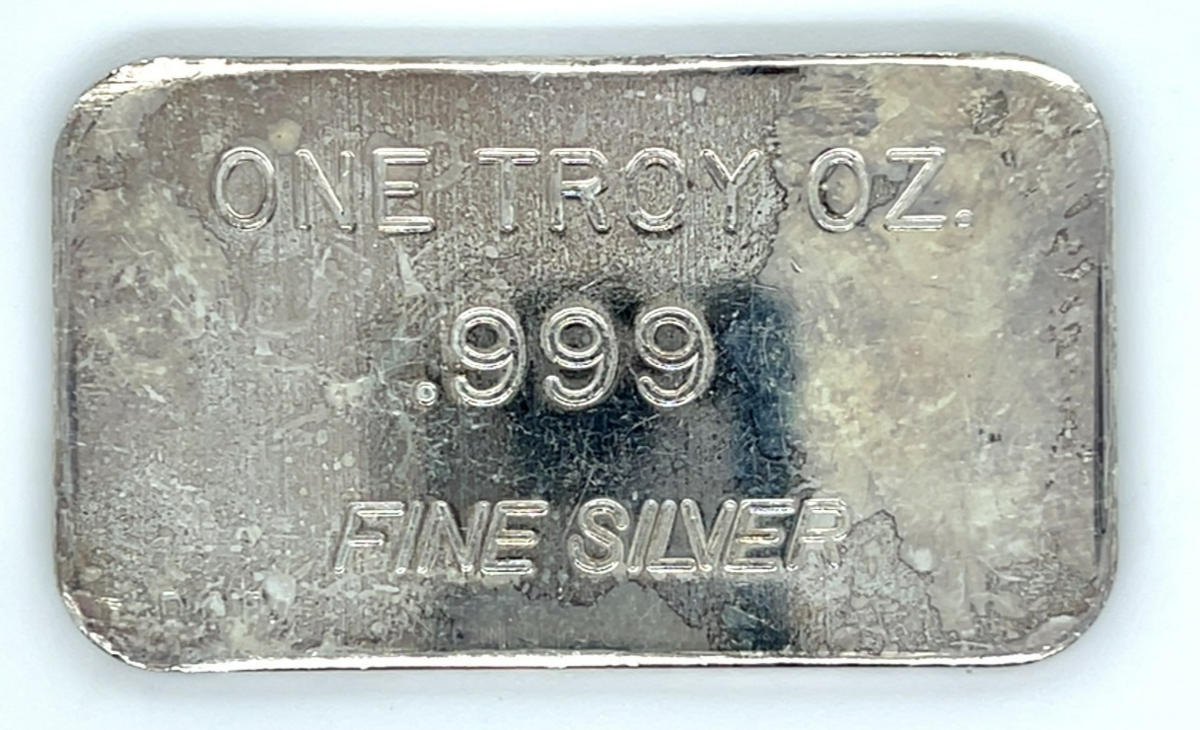 ONE TROY OZ.
.999
FINE SILVER